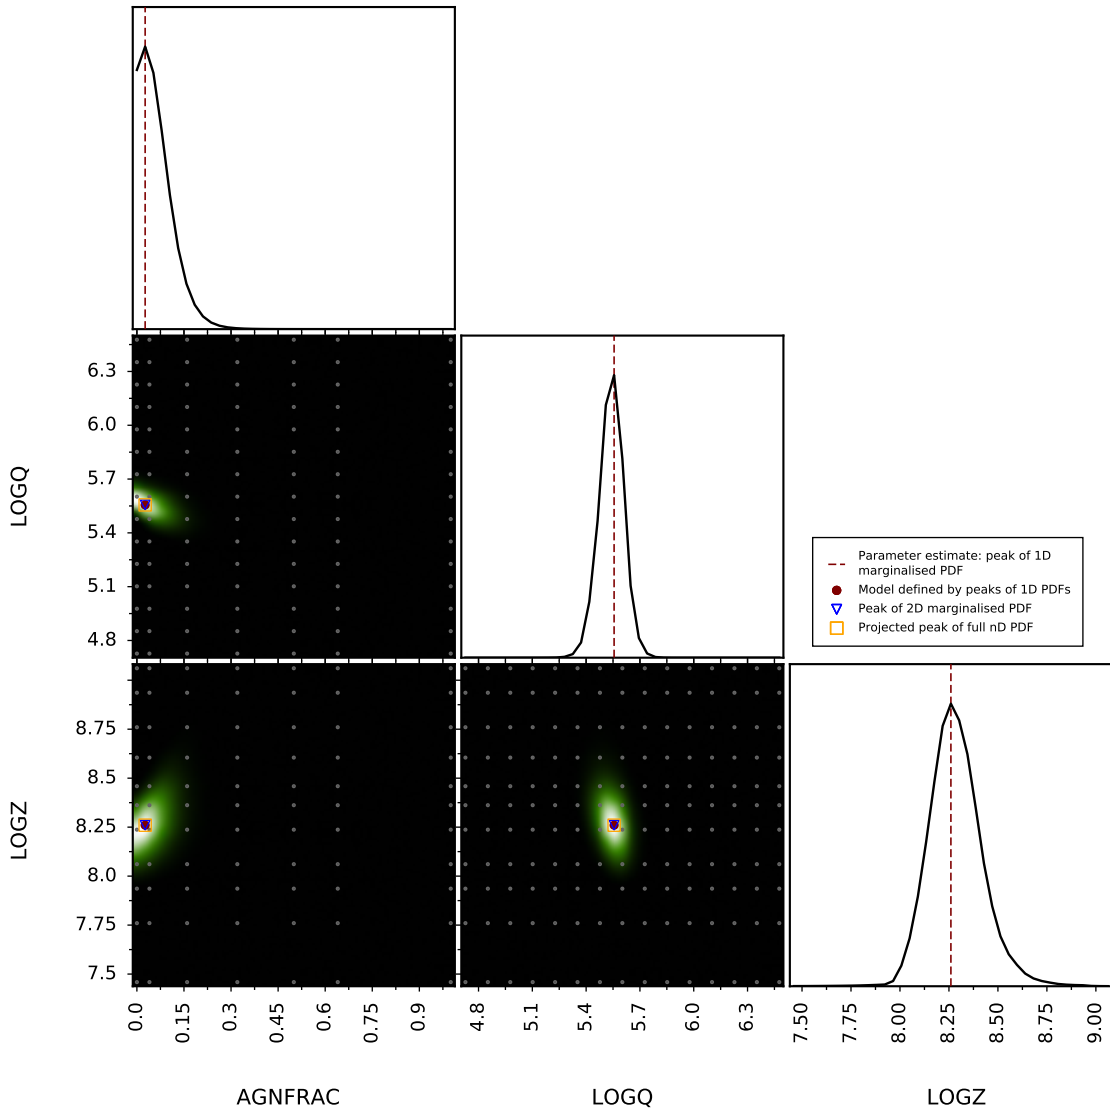 6.3
6.0
5.7
5.4
5.1
4.8
LOGQ
Parameter estimate: peak of 1D
marginalised PDF
Model defined by peaks of 1D PDFs
Peak of 2D marginalised PDF
Projected peak of full nD PDF
8.75
8.5
8.25
8.0
7.75
7.5
LOGZ
0.0 0.15 0.3 0.45 0.6 0.75 0.9
4.8 5.1 5.4 5.7 6.0 6.3
7.50 7.75 8.00 8.25 8.50 8.75 9.00
AGNFRAC LOGQ LOGZ